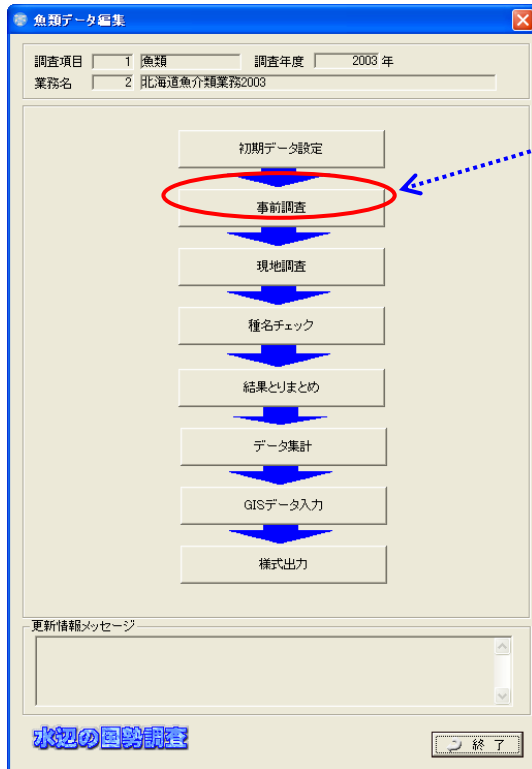 魚類データ編集
調査項目 1 魚類 調査年度 2003 年
業務名 2 北海道魚介類業務2003
初期データ設定
事前調査
現地調査
種名チェック
結果とりまとめ
データ集計
GISデータ入力
様式出力
更新情報メッセージ
水辺の国勢調査
終 了